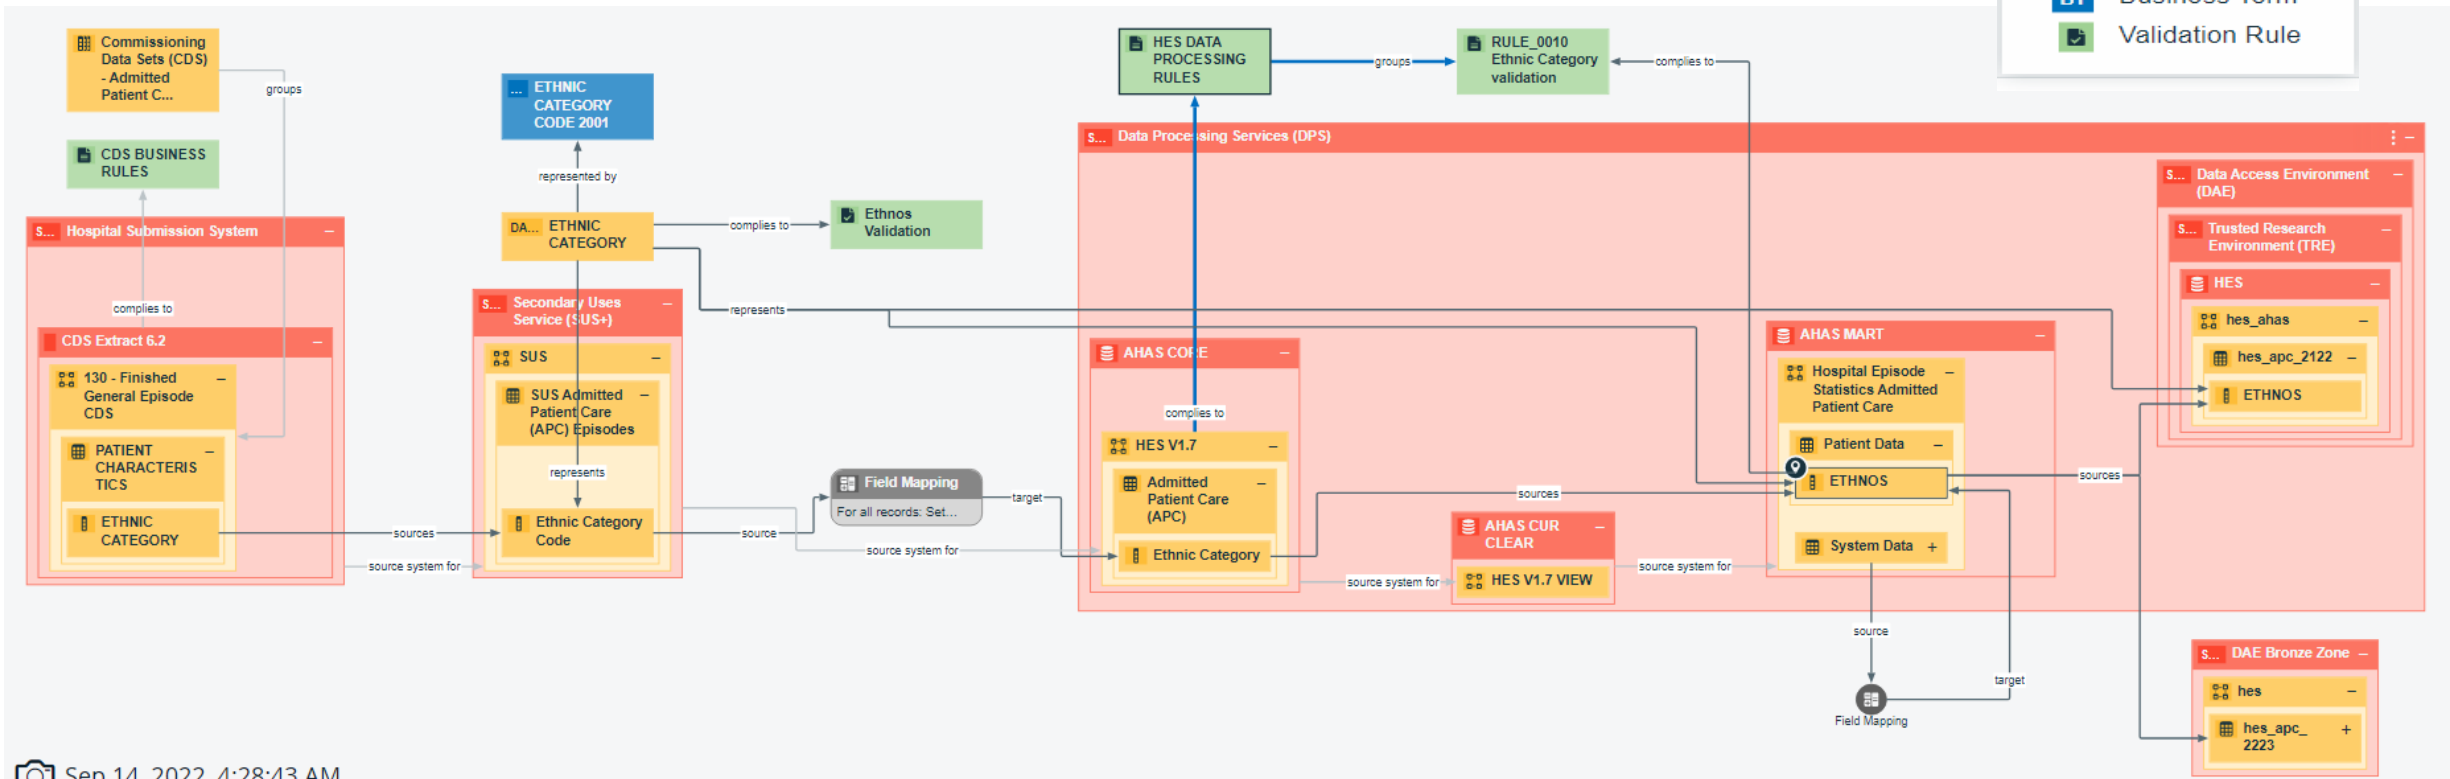 BT Business Term
Validation Rule
Commissioning
Data Sets (CDS)
- Admitted
Patient C...
groups
CDS BUSINESS
RULES
complies to
S... Hospital Submission System
CDS Extract 6.2
130 - Finished
General Episode
CDS
PATIENT
CHARACTERIS
TICS
ETHNIC
CATEGORY
sources
source system for
... ETHNIC
CATEGORY
CODE 2001
represented by
DA... ETHNIC
CATEGORY
complies to
Ethnos
Validation
represents
S... Secondary Uses
Service (SUS+)
SUS
SUS Admitted
Patient Care
(APC) Episodes
represents
Ethnic Category
Code
source
source system for
Field Mapping
For all records: Set...
target
HES DATA
PROCESSING
RULES
groups
RULE_0010
Ethnic Category
validation
complies to
S... Data Processing Services (DPS)
AHAS CORE
complies to
HES V1.7
Admitted
Patient Care
(APC)
Ethnic Category
sources
source system for
AHAS CUR
CLEAR
HES V1.7 VIEW
source system for
AHAS MART
Hospital Episode
Statistics Admitted
Patient Care
Patient Data
ETHNOS
System Data
source
Field Mapping
target
sources
S... Data Access Environment
(DAE)
S... Trusted Research
Environment (TRE)
HES
hes_ahas
hes_apc_2122
ETHNOS
S... DAE Bronze Zone
hes
hes_apc_
2223
Sep 14, 2022, 4:28:43 AM